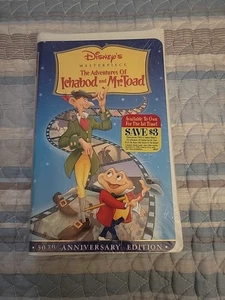 Disney's
MASTERPIECE
The Adventures Of
Ichabod and Mr. Toad
Available To Own
For The 1st Time!
SAVE $3
50th ANNIVERSARY EDITION